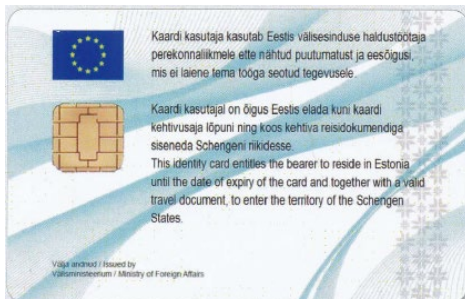 Kaardi kasutaja kasutab Eestis välisesinduse haldustöötaja
perekonnaliikmele ette nähtud puutumatust ja eesõigusi,
mis ei laiene tema tööga seotud tegevusele.
Kaardi kasutajal on õigus Eestis elada kuni kaardi
kehtivusaja lõpuni ning koos kehtiva reisidokumendiga
siseneda Schengeni riikidesse.
This identity card entitles the bearer to reside in Estonia
until the date of expiry of the card and together with a valid
travel document, to enter the territory of the Schengen
States.
Välja andnud / Issued by
Välisministeerium / Ministry of Foreign Affairs